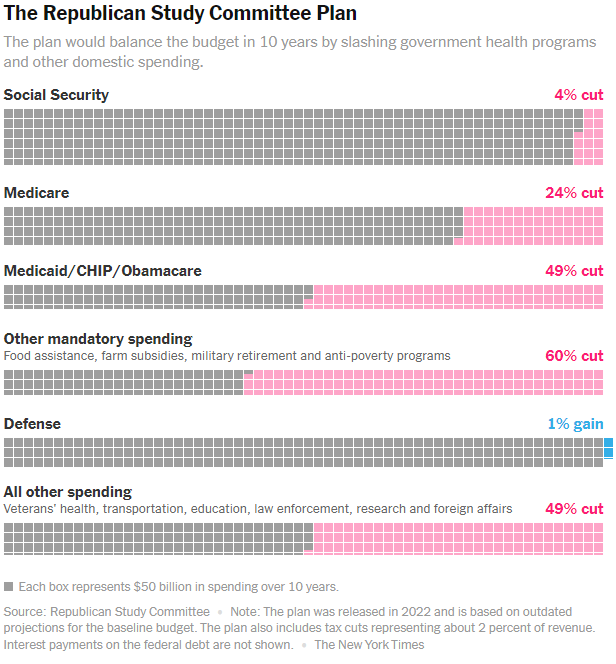 The Republican Study Committee Plan
The plan would balance the budget in 10 years by slashing government health programs
and other domestic spending.
Social Security 4% cut
Medicare 24% cut
Medicaid/CHIP/Obamacare 49% cut
Other mandatory spending
Food assistance, farm subsidies, military retirement and anti-poverty programs 60% cut
Defense 1% gain
All other spending
Veterans’ health, transportation, education, law enforcement, research and foreign affairs 49% cut
Each box represents $50 billion in spending over 10 years.
Source: Republican Study Committee • Note: The plan was released in 2022 and is based on outdated
projections for the baseline budget. The plan also includes tax cuts representing about 2 percent of revenue.
Interest payments on the federal debt are not shown. • The New York Times